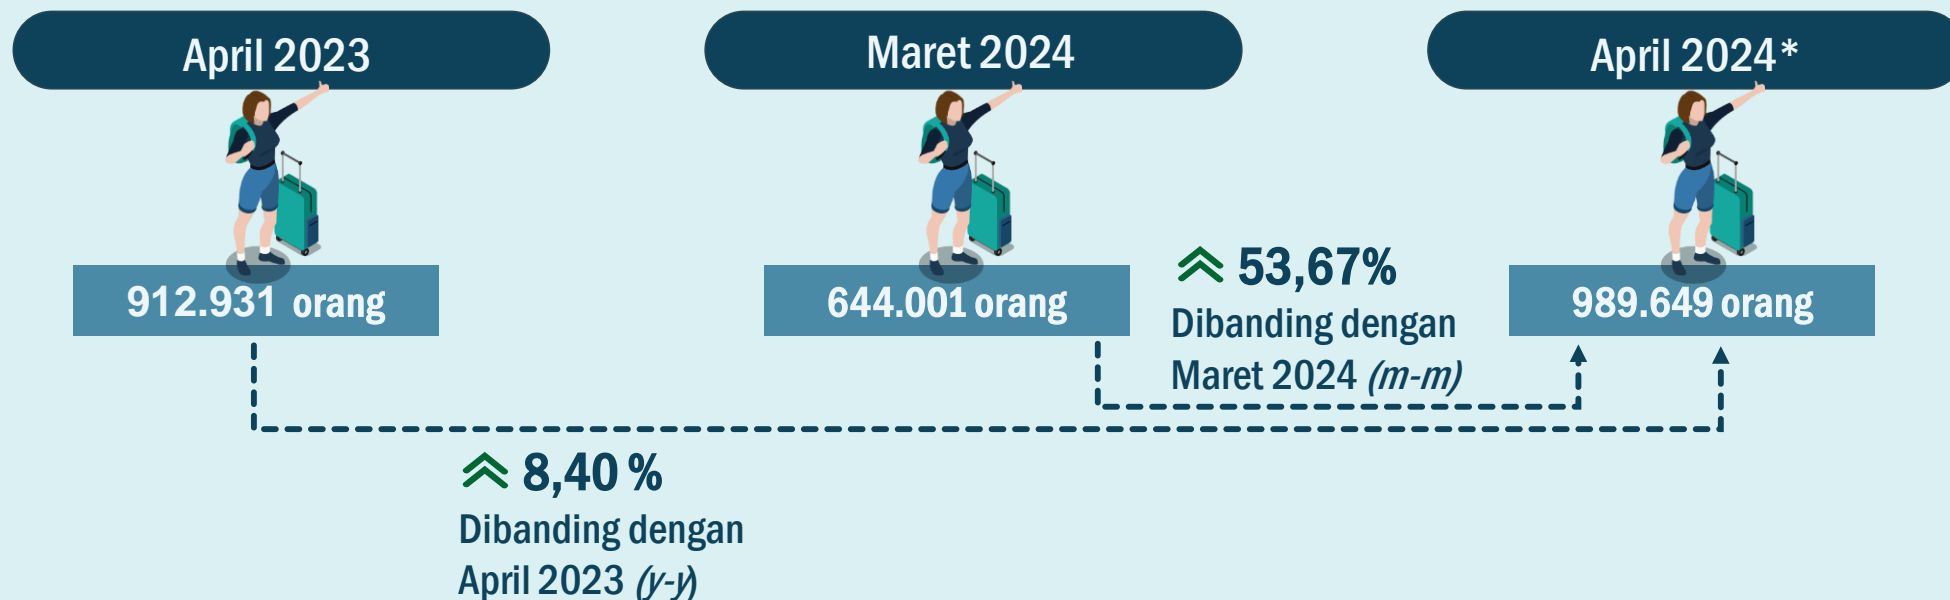 April 2023
Maret 2024
April 2024*
912.931 orang
644.001 orang
53,67%
Dibanding dengan
Maret 2024 (m-m)
989.649 orang
8,40 %
Dibanding dengan
April 2023 (y-y)